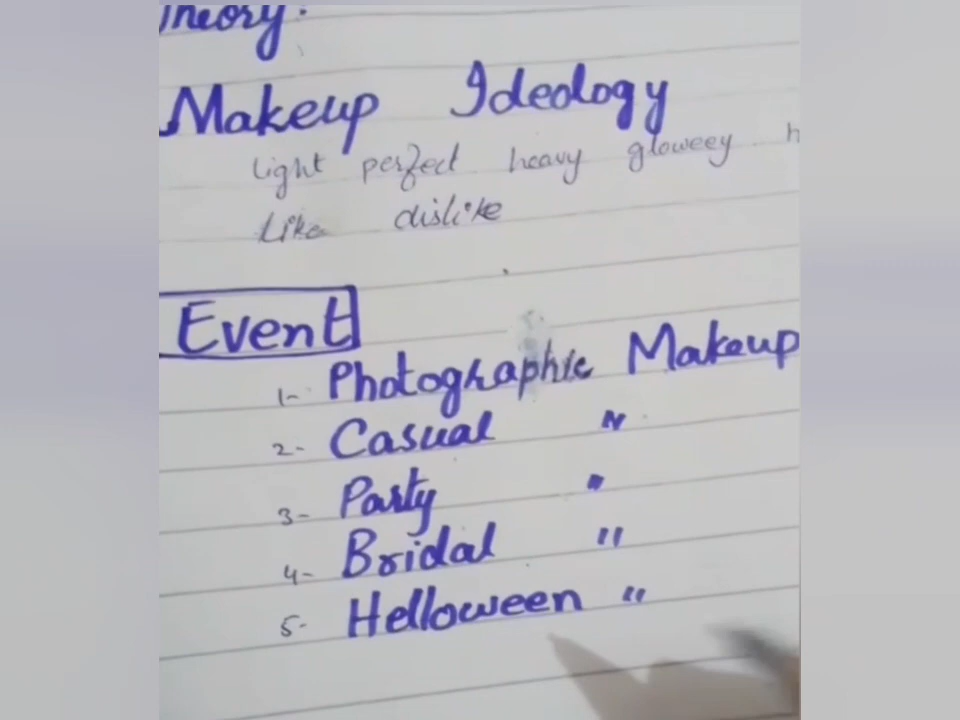 Theory:
Makeup Ideology
Light perfect heavy gloweey
Like dislike
Event
1- Photographic Makeup
2- Casual "
3- Party "
4- Bridal "
5- Helloween "